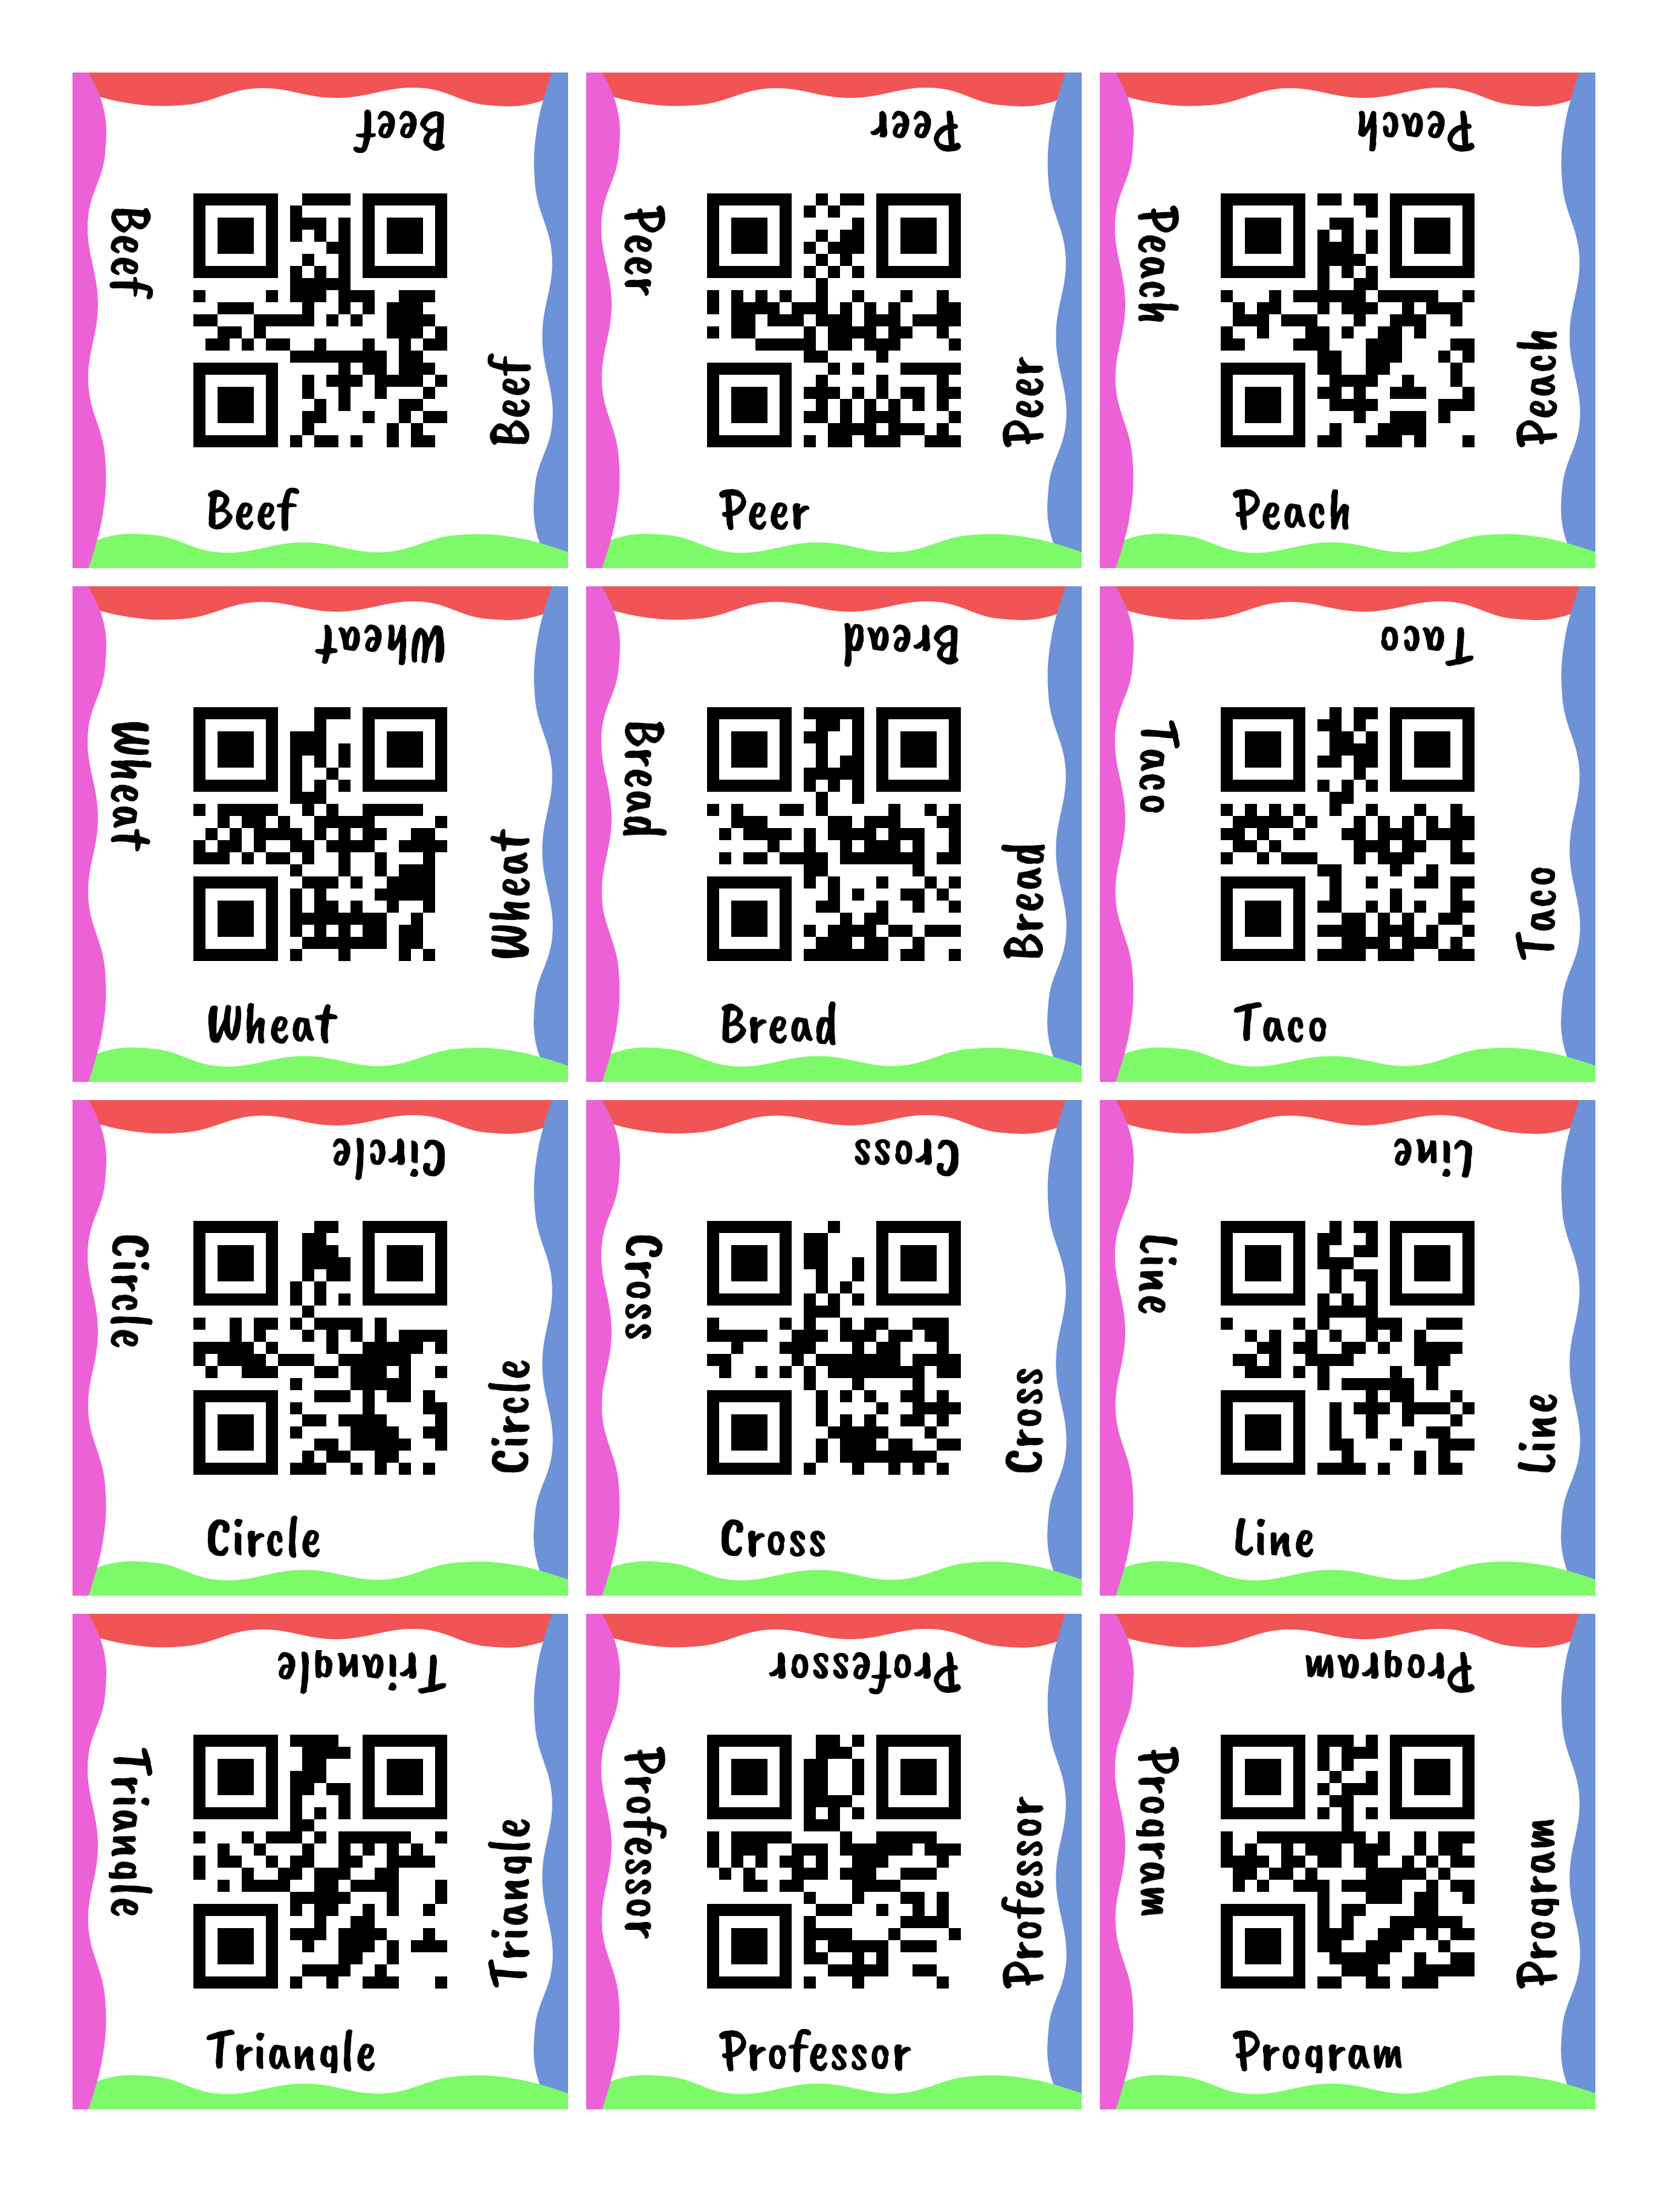 Beef
Beef
Beef
Beef
Peer
Peer
Peer
Peer
Peach
Peach
Peach
Peach
Wheat
Wheat
Wheat
Wheat
Bread
Bread
Bread
Bread
Taco
Taco
Taco
Taco
Circle
Circle
Circle
Circle
Cross
Cross
Cross
Cross
Line
Line
Line
Line
Triangle
Triangle
Triangle
Triangle
Professor
Professor
Professor
Professor
Program
Program
Program
Program